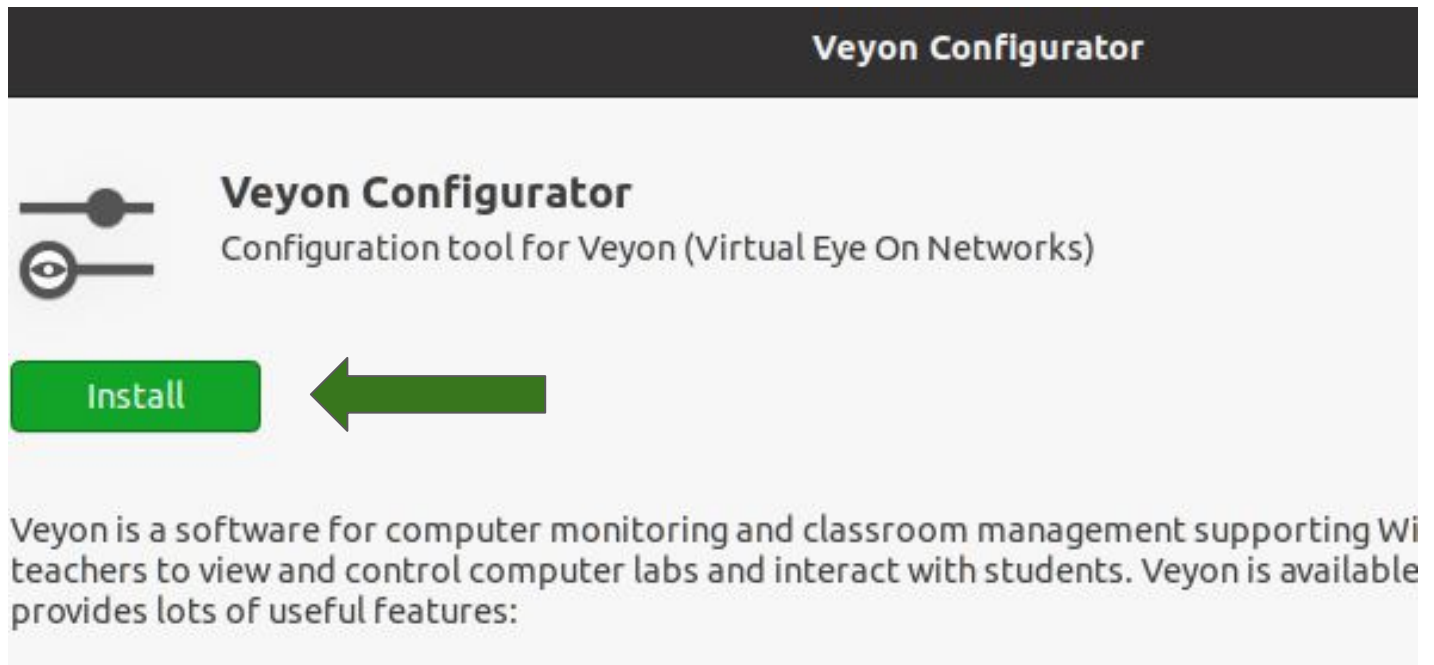 Veyon Configurator
Veyon Configurator
Configuration tool for Veyon (Virtual Eye On Networks)
Install
Veyon is a software for computer monitoring and classroom management supporting Wi
teachers to view and control computer labs and interact with students. Veyon is available
provides lots of useful features: